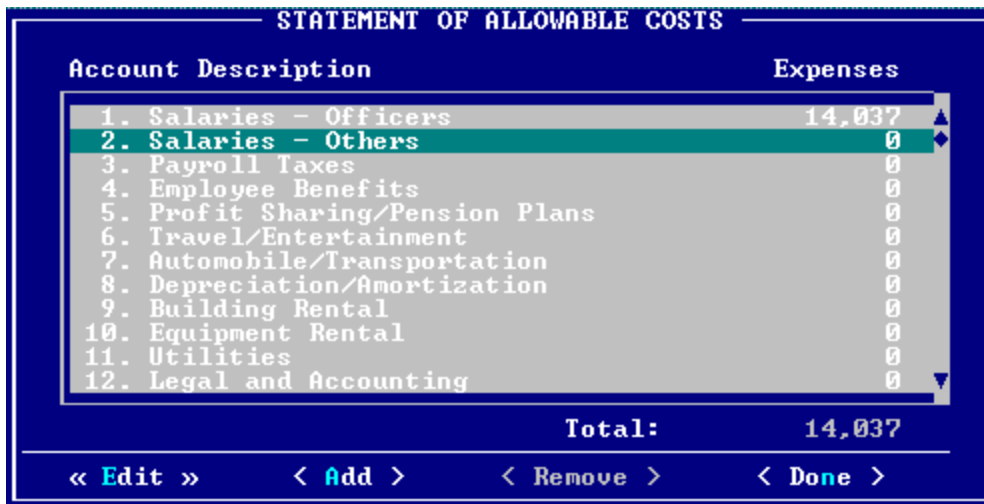 STATEMENT OF ALLOWABLE COSTS
Account Description Expenses
1. Salaries - Officers 14,037
2. Salaries - Others 0
3. Payroll Taxes 0
4. Employee Benefits 0
5. Profit Sharing/Pension Plans 0
6. Travel/Entertainment 0
7. Automobile/Transportation 0
8. Depreciation/Amortization 0
9. Building Rental 0
10. Equipment Rental 0
11. Utilities 0
12. Legal and Accounting 0
Total: 14,037
« Edit » < Add > < Remove > < Done >